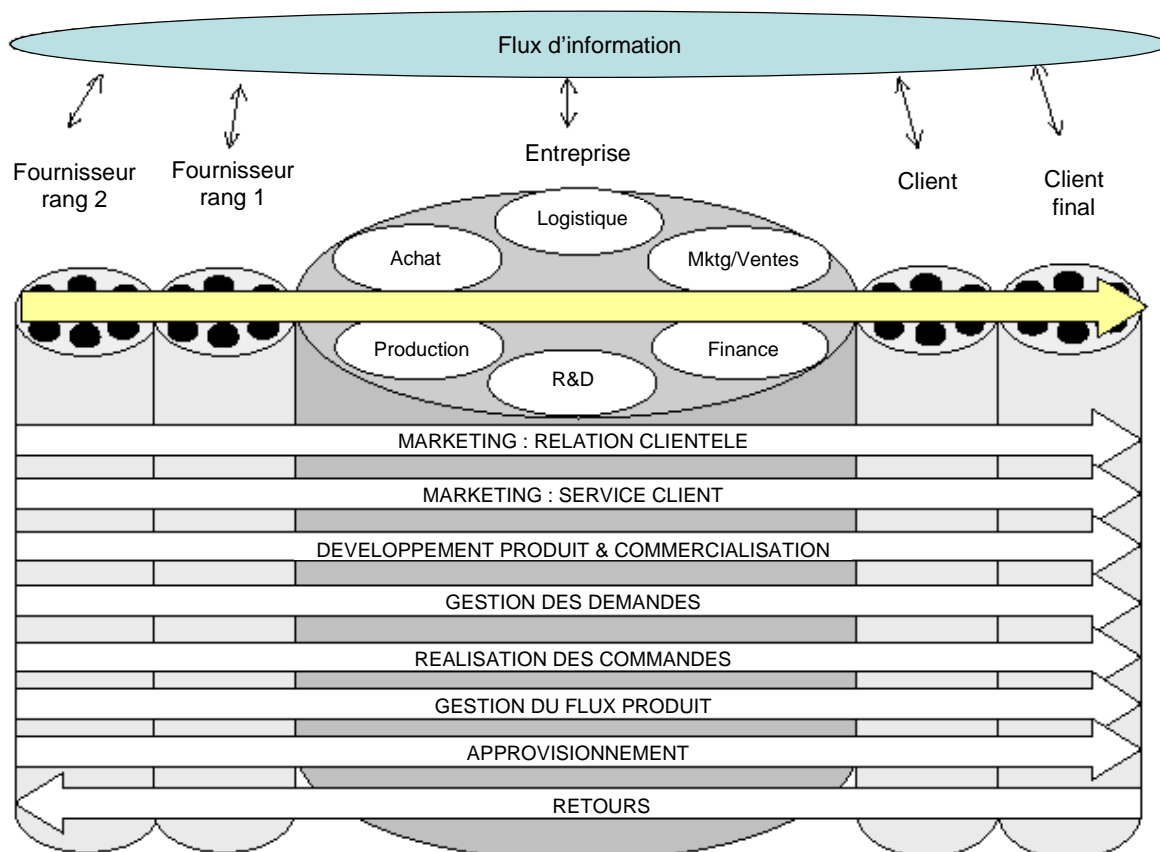 Flux d'information
Fournisseur
rang 2
Fournisseur
rang 1
Entreprise
Client
Client
final
Logistique
Achat
Mktg/Ventes
Production
Finance
R&D
MARKETING : RELATION CLIENTELE
MARKETING : SERVICE CLIENT
DEVELOPPEMENT PRODUIT & COMMERCIALISATION
GESTION DES DEMANDES
REALISATION DES COMMANDES
GESTION DU FLUX PRODUIT
APPROVISIONNEMENT
RETOURS